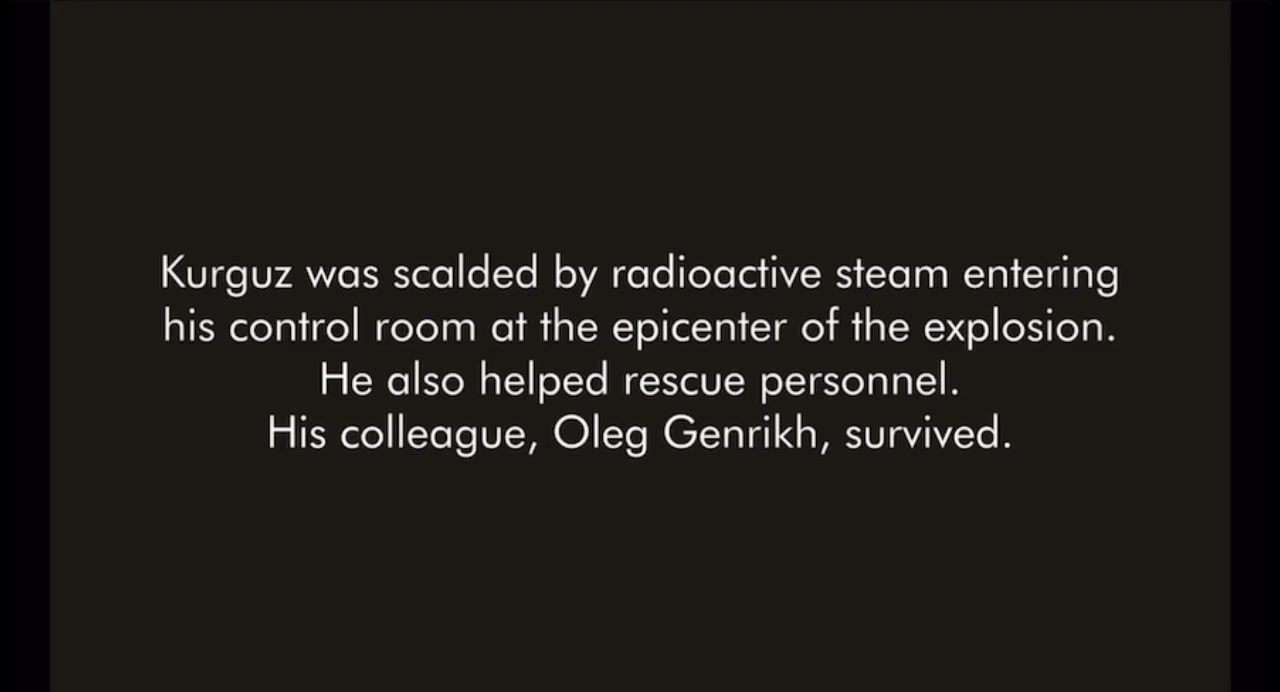 Kurguz was scalded by radioactive steam entering
his control room at the epicenter of the explosion.
He also helped rescue personnel.
His colleague, Oleg Genrikh, survived.